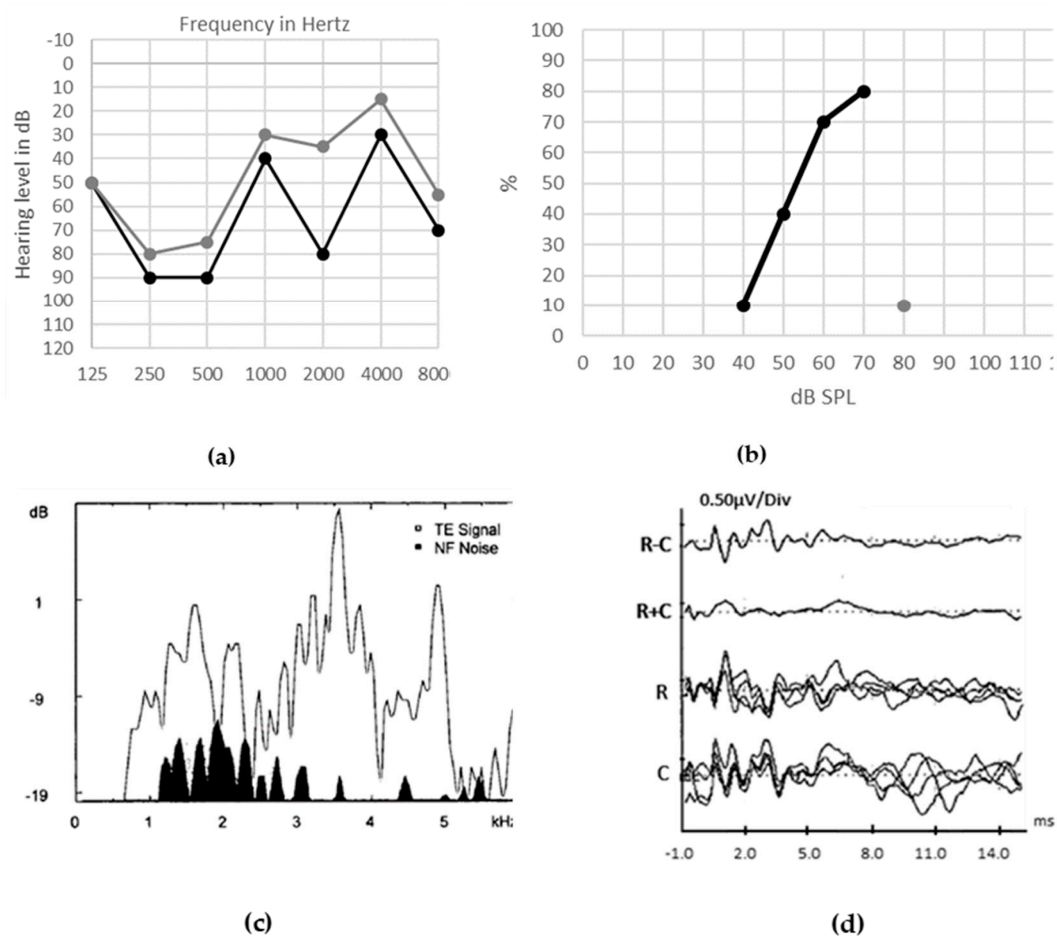 Frequency in Hertz
-10
0
10
20
30
40
50
60
70
80
90
100
110
120
Hearing level in dB
125 250 500 1000 2000 4000 800
(a)
100
90
80
70
60
50
40
30
20
10
0
%
0 10 20 30 40 50 60 70 80 90 100 110
dB SPL
(b)
dB
TE Signal
NF Noise
1
-9
-19
0 1 2 3 4 5 kHz
(c)
0.50µV/Div
R-C
R+C
R
C
ms
-1.0 2.0 5.0 8.0 11.0 14.0
(d)